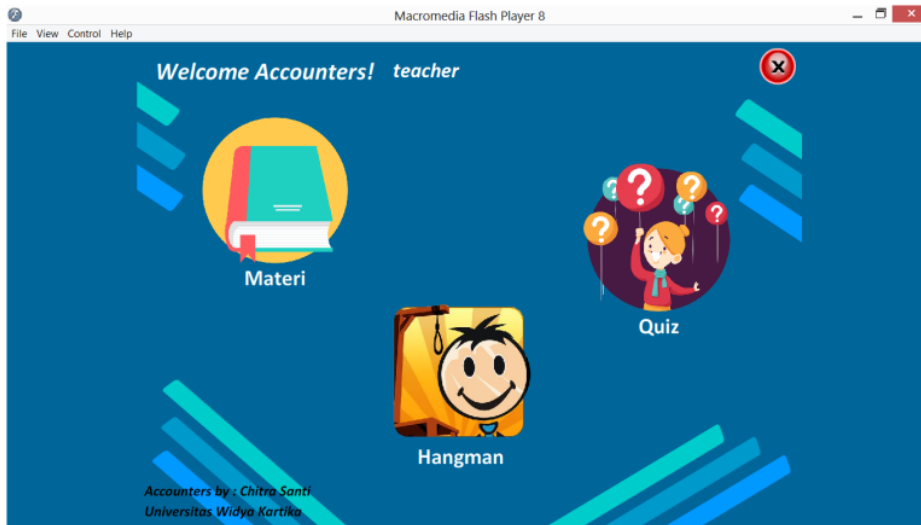 Macromedia Flash Player 8
File View Control Help
Welcome Accounters! teacher
X
Materi
? ? ? ? ? ?
Quiz
Hangman
Accounters by : Chitra Santi
Universitas Widya Kartika